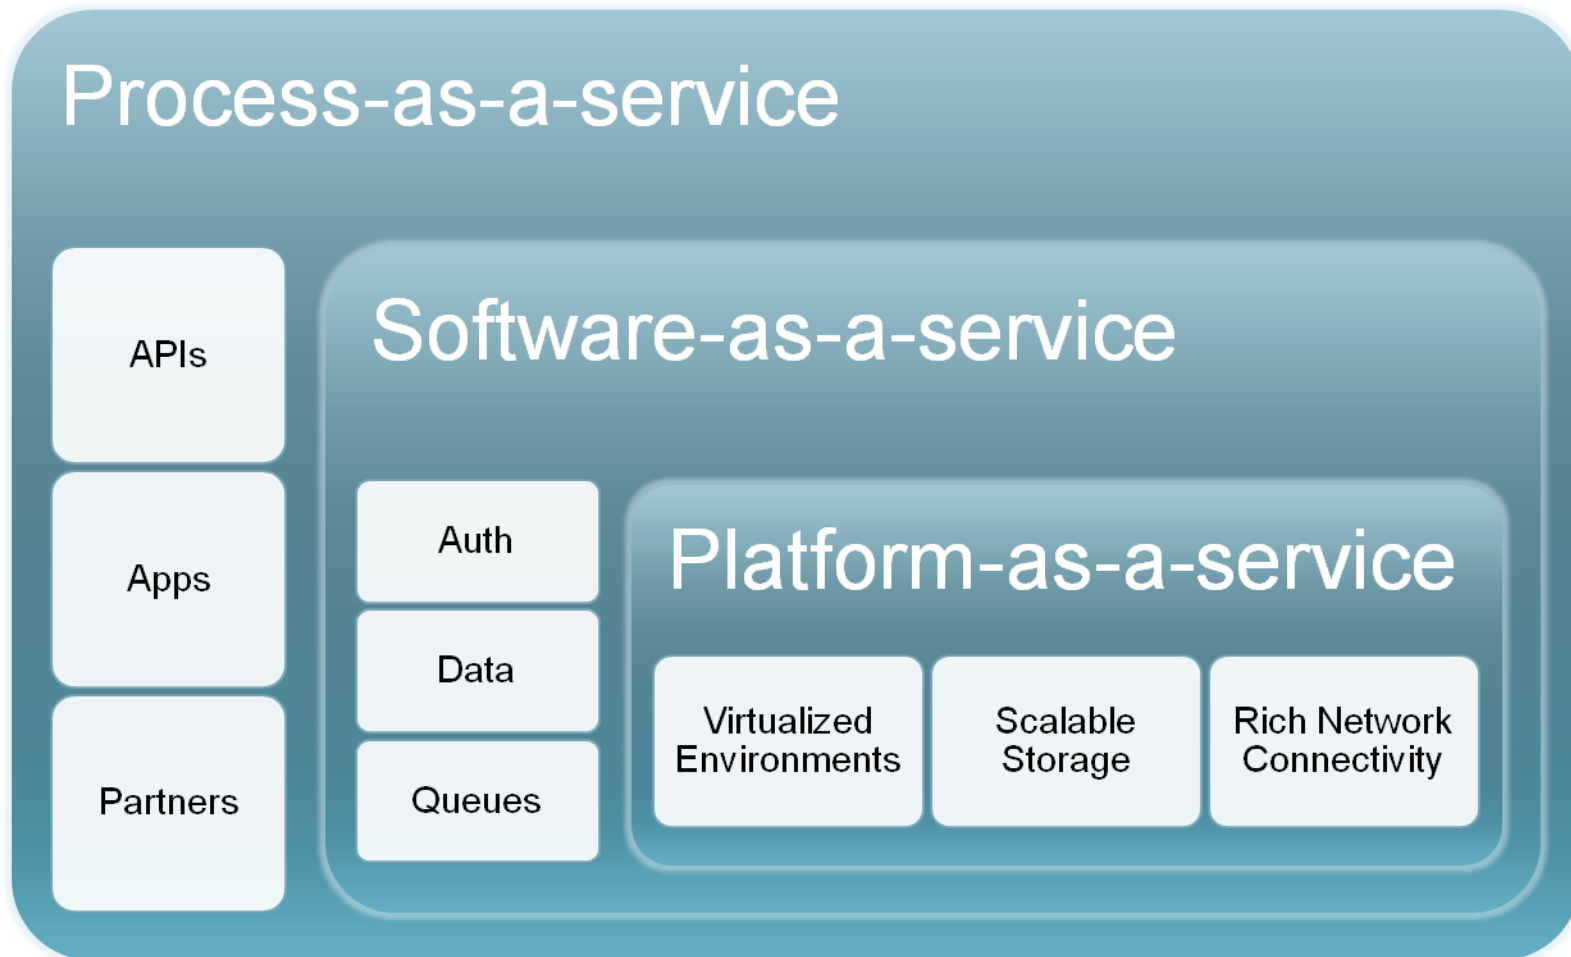 Process-as-a-service
APIs
Apps
Partners
Software-as-a-service
Auth
Data
Queues
Platform-as-a-service
Virtualized
Environments
Scalable
Storage
Rich Network
Connectivity